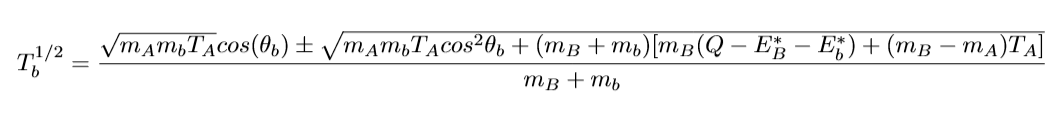 T_b^{1/2} = \frac{\sqrt{m_A m_b T_A} cos(\theta_b) \pm \sqrt{m_A m_b T_A cos^2\theta_b + (m_B + m_b)[m_B(Q - E_B^* - E_b^*) + (m_B - m_A)T_A]}}{m_B + m_b}